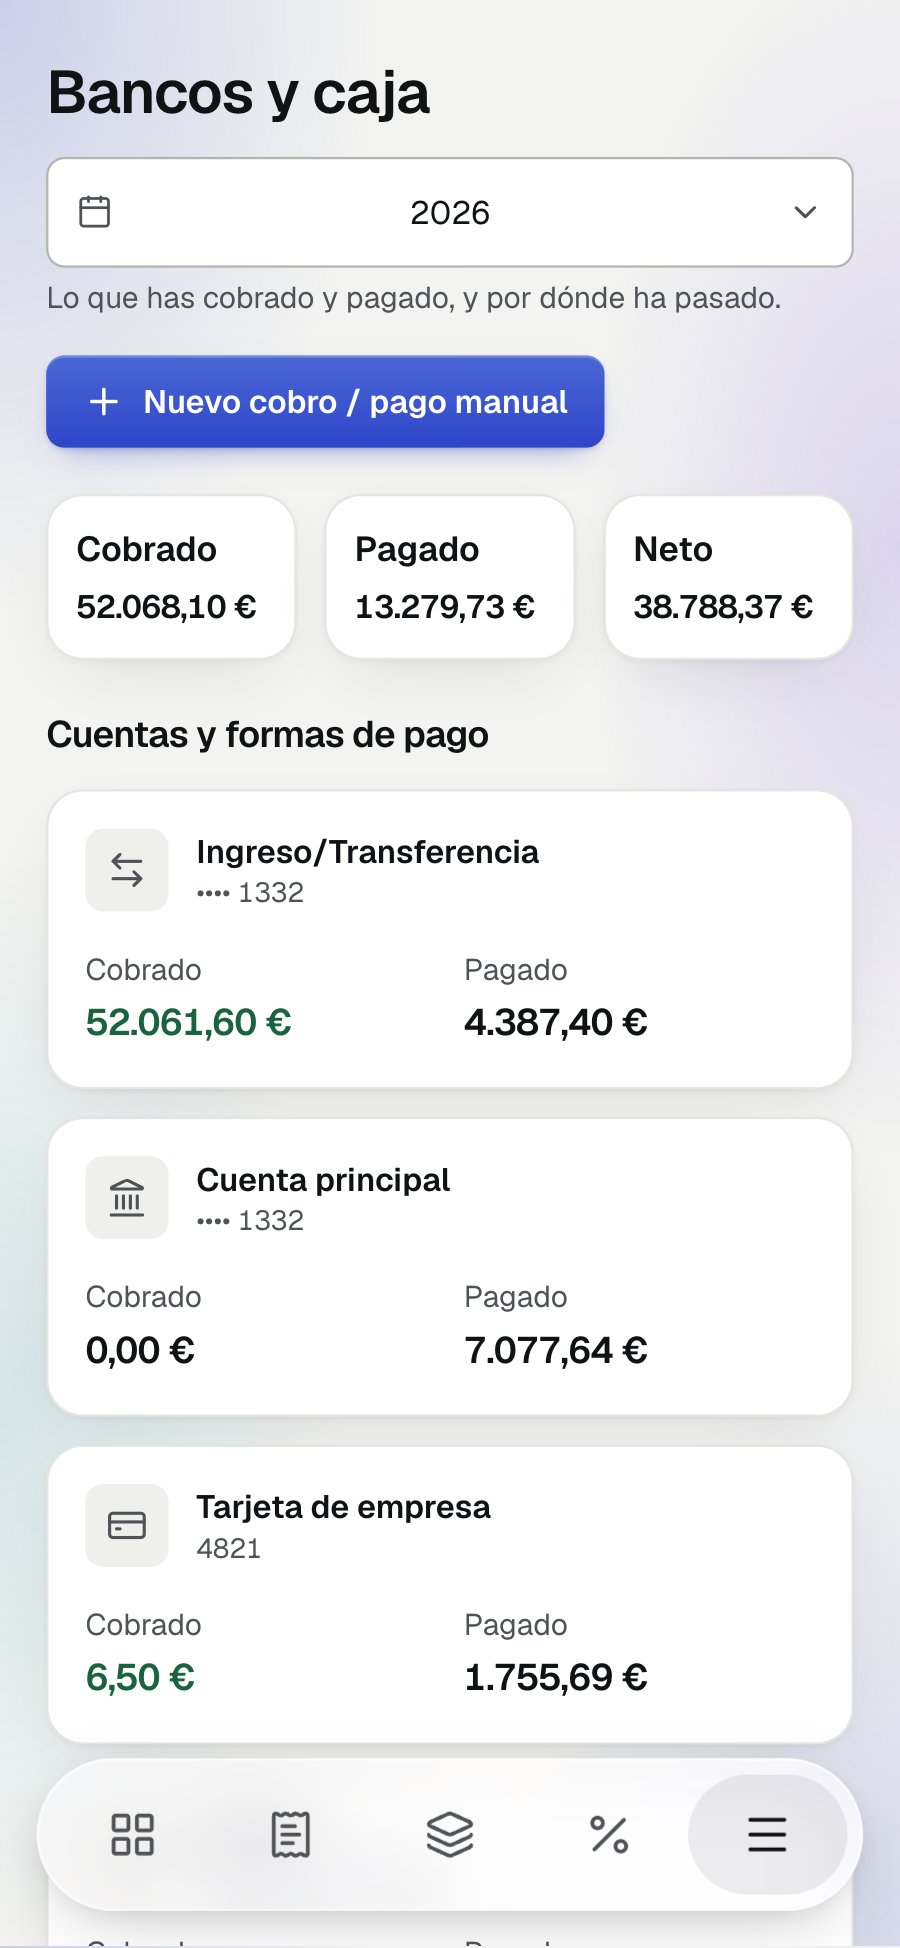 Bancos y caja
2026
Lo que has cobrado y pagado, y por dónde ha pasado.
Nuevo cobro / pago manual
Cobrado
52.068,10 €
Pagado
13.279,73 €
Neto
38.788,37 €
Cuentas y formas de pago
Ingreso/Transferencia
•••• 1332
Cobrado
52.061,60 €
Pagado
4.387,40 €
Cuenta principal
•••• 1332
Cobrado
0,00 €
Pagado
7.077,64 €
Tarjeta de empresa
4821
Cobrado
6,50 €
Pagado
1.755,69 €